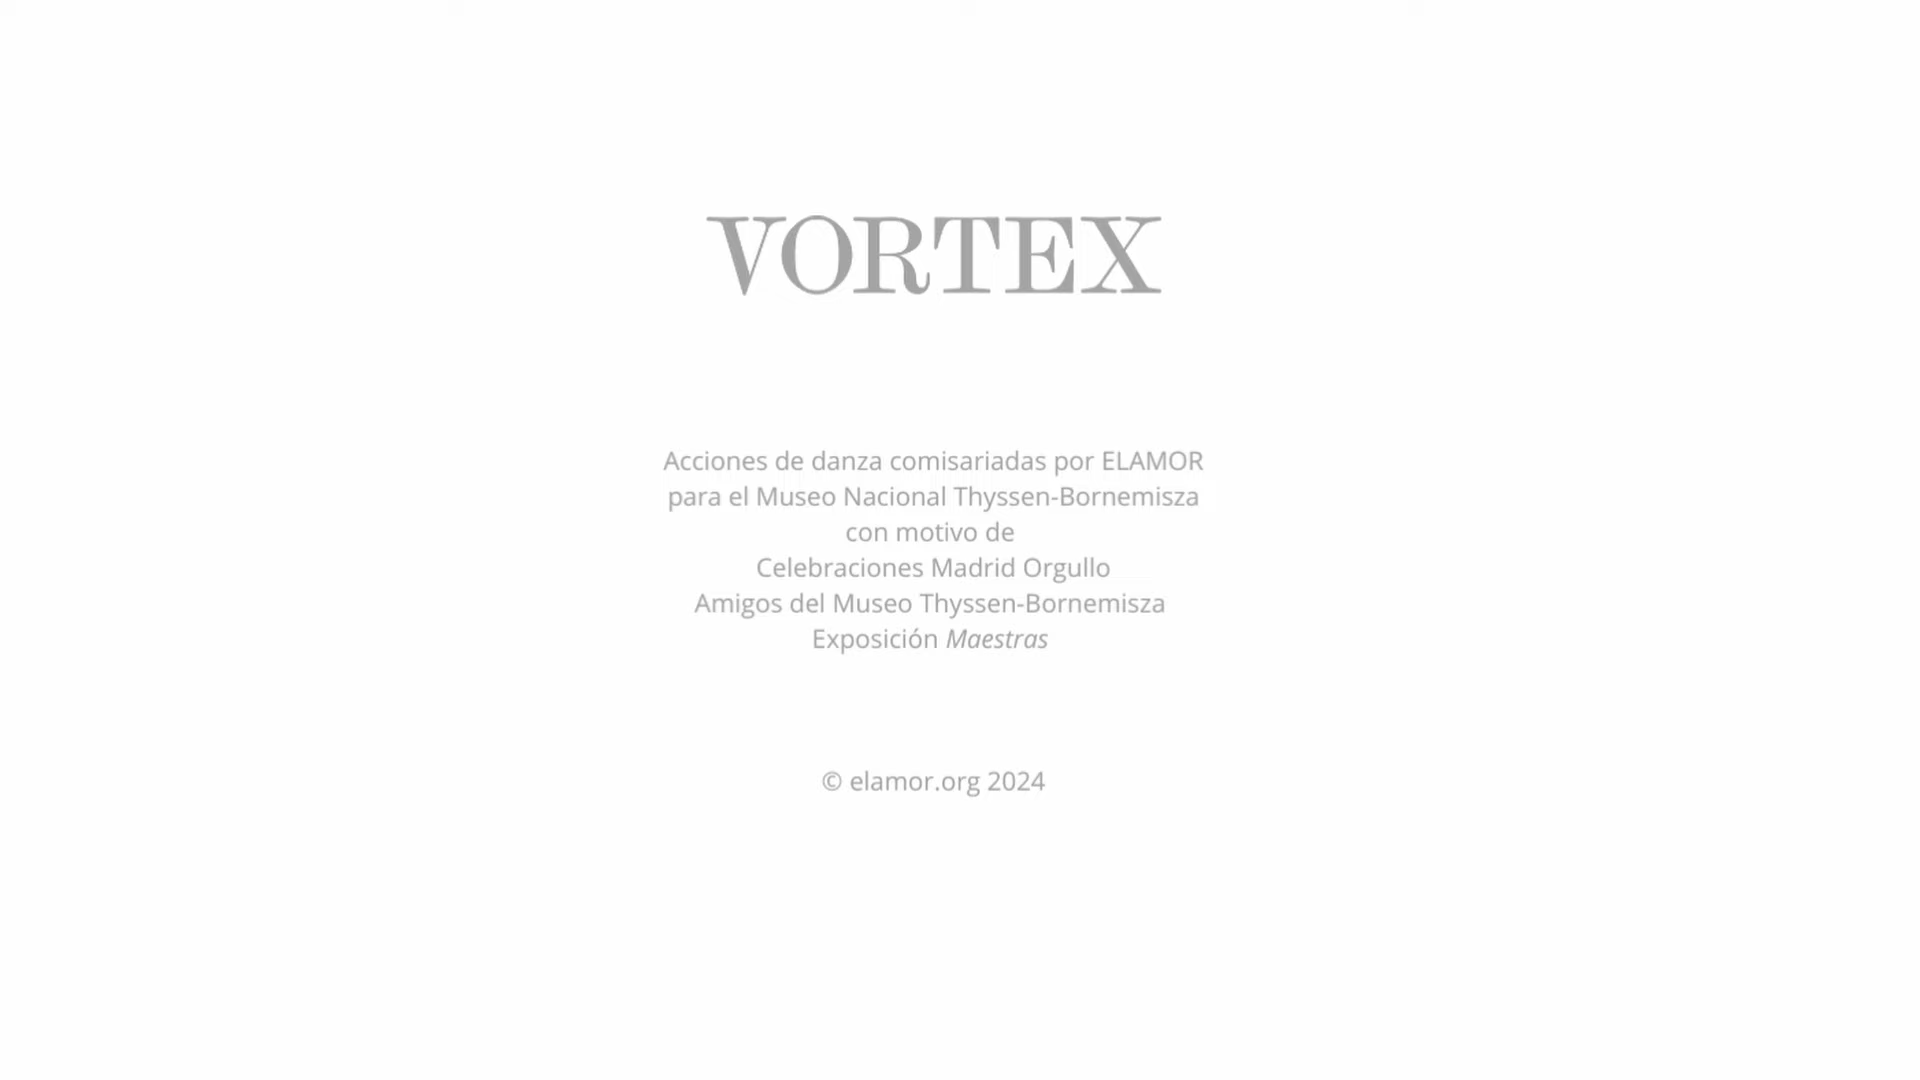 VORTEX
Acciones de danza comisariadas por ELAMOR
para el Museo Nacional Thyssen-Bornemisza
con motivo de
Celebraciones Madrid Orgullo
Amigos del Museo Thyssen-Bornemisza
Exposición Maestras
© elamor.org 2024